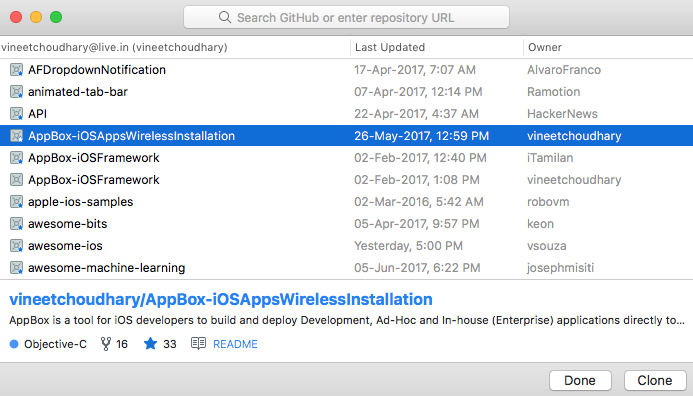 Search GitHub or enter repository URL
vineetchoudhary@live.in (vineetchoudhary) Last Updated Owner
AFDropdownNotification 17-Apr-2017, 7:07 AM AlvaroFranco
animated-tab-bar 07-Apr-2017, 12:14 PM Ramotion
API 22-Apr-2017, 4:37 AM HackerNews
AppBox-iOSAppsWirelessInstallation 26-May-2017, 12:59 PM vineetchoudhary
AppBox-iOSFramework 02-Feb-2017, 12:40 PM iTamilan
AppBox-iOSFramework 02-Feb-2017, 1:08 PM vineetchoudhary
apple-ios-samples 02-Mar-2016, 5:42 AM robovm
awesome-bits 05-Apr-2017, 9:57 PM keon
awesome-ios Yesterday, 5:00 PM vsouza
awesome-machine-learning 05-Jun-2017, 6:22 PM josephmisiti
vineetchoudhary/AppBox-iOSAppsWirelessInstallation
AppBox is a tool for iOS developers to build and deploy Development, Ad-Hoc and In-house (Enterprise) applications directly to...
Objective-C 16 33 README
Done Clone